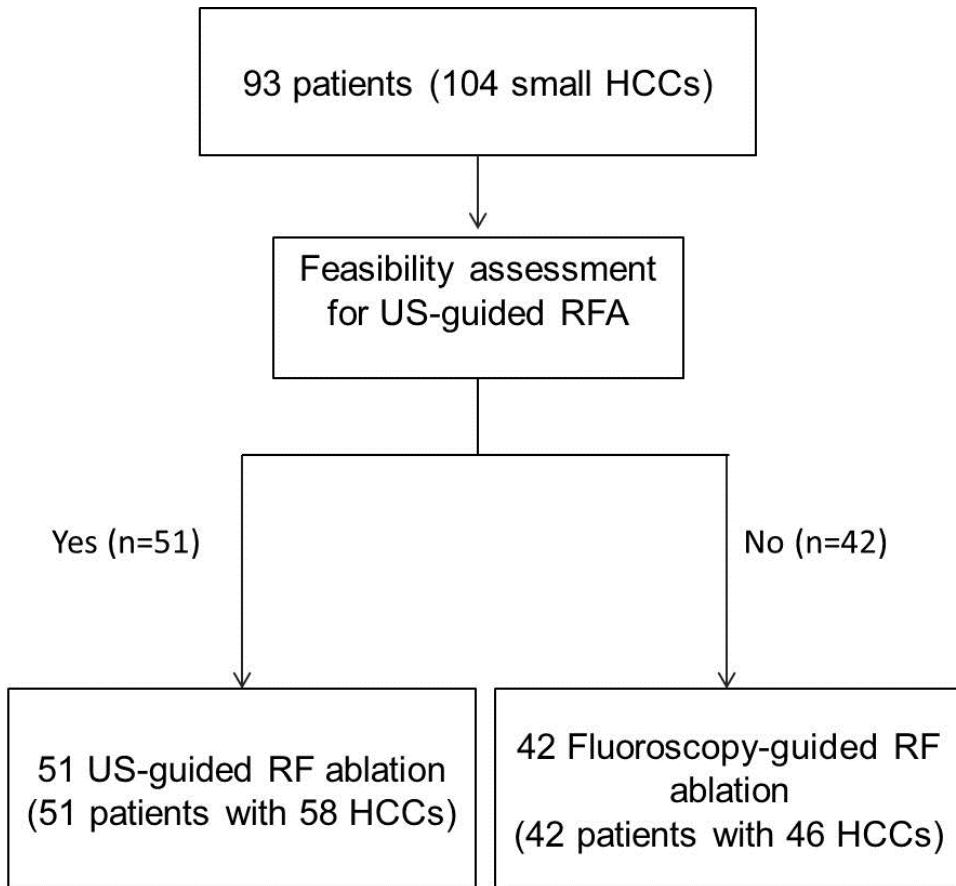 93 patients (104 small HCCs)
Feasibility assessment
for US-guided RFA
Yes (n=51)
No (n=42)
51 US-guided RF ablation
(51 patients with 58 HCCs)
42 Fluoroscopy-guided RF
ablation
(42 patients with 46 HCCs)